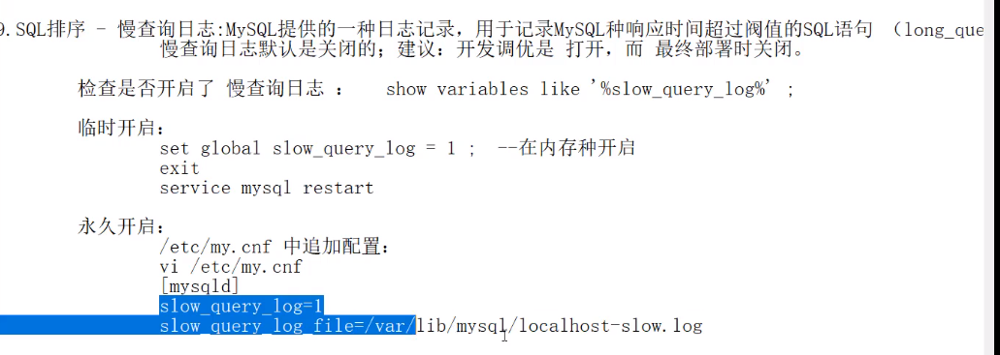 9.SQL排序 - 慢查询日志:MySQL提供的一种日志记录，用于记录MySQL种响应时间超过阀值的SQL语句 （long_que
慢查询日志默认是关闭的；建议：开发调优是 打开，而 最终部署时关闭。
检查是否开启了 慢查询日志 ： show variables like '%slow_query_log%' ;
临时开启：
set global slow_query_log = 1 ; --在内存种开启
exit
service mysql restart
永久开启：
/etc/my.cnf 中追加配置：
vi /etc/my.cnf
[mysqld]
slow_query_log=1
slow_query_log_file=/var/lib/mysql/localhost-slow.log